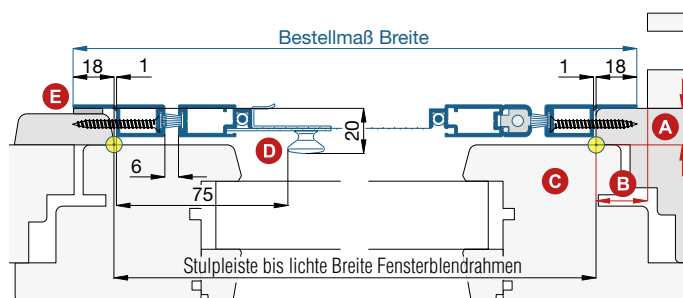 Bestellmaß Breite
18 1 1 18
E
20
A
D
6
C
B
75
Stulpleiste bis lichte Breite Fensterblendrahmen